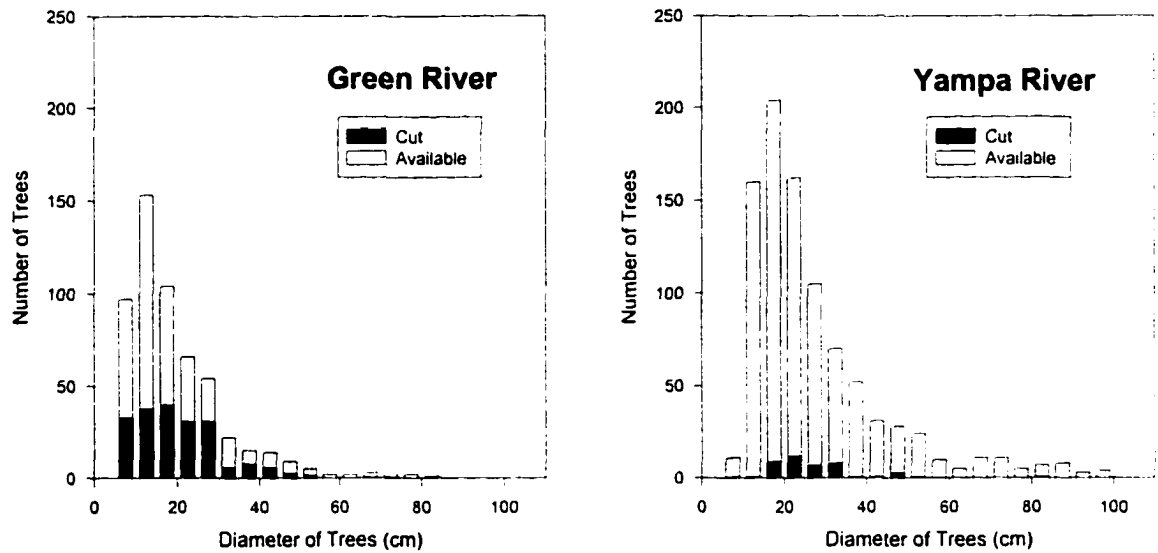 Green River
Cut
Available
Number of Trees
250
200
150
100
50
0
0 20 40 60 80 100
Diameter of Trees (cm)
Yampa River
Cut
Available
Number of Trees
250
200
150
100
50
0
0 20 40 60 80 100
Diameter of Trees (cm)